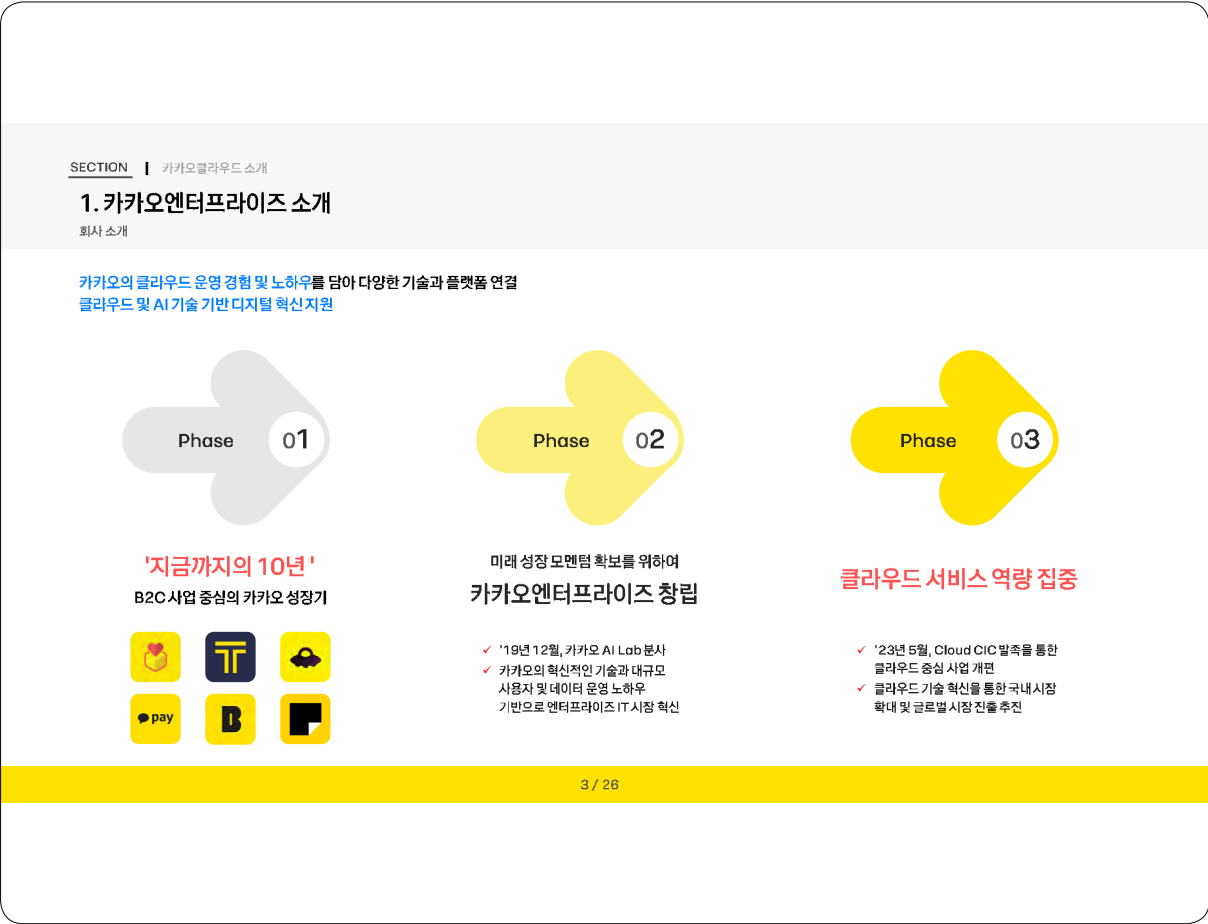 SECTION
카카오클라우드 소개
1. 카카오엔터프라이즈 소개
회사 소개
카카오의 클라우드 운영 경험 및 노하우를 담아 다양한 기술과 플랫폼 연결
클라우드 및 AI 기술 기반 디지털 혁신 지원
Phase 01
'지금까지의 10년 '
B2C 사업 중심의 카카오 성장기
pay
B
Phase 02
미래 성장 모멘텀 확보를 위하여
카카오엔터프라이즈 창립
✓ '19년 12월, 카카오 AI Lab 분사
✓ 카카오의 혁신적인 기술과 대규모
사용자 및 데이터 운영 노하우
기반으로 엔터프라이즈 IT 시장 혁신
Phase 03
클라우드 서비스 역량 집중
✓ '23년 5월, Cloud CIC 발족을 통한
클라우드 중심 사업 개편
✓ 클라우드 기술 혁신을 통한 국내 시장
확대 및 글로벌 시장 진출 추진
3 / 26